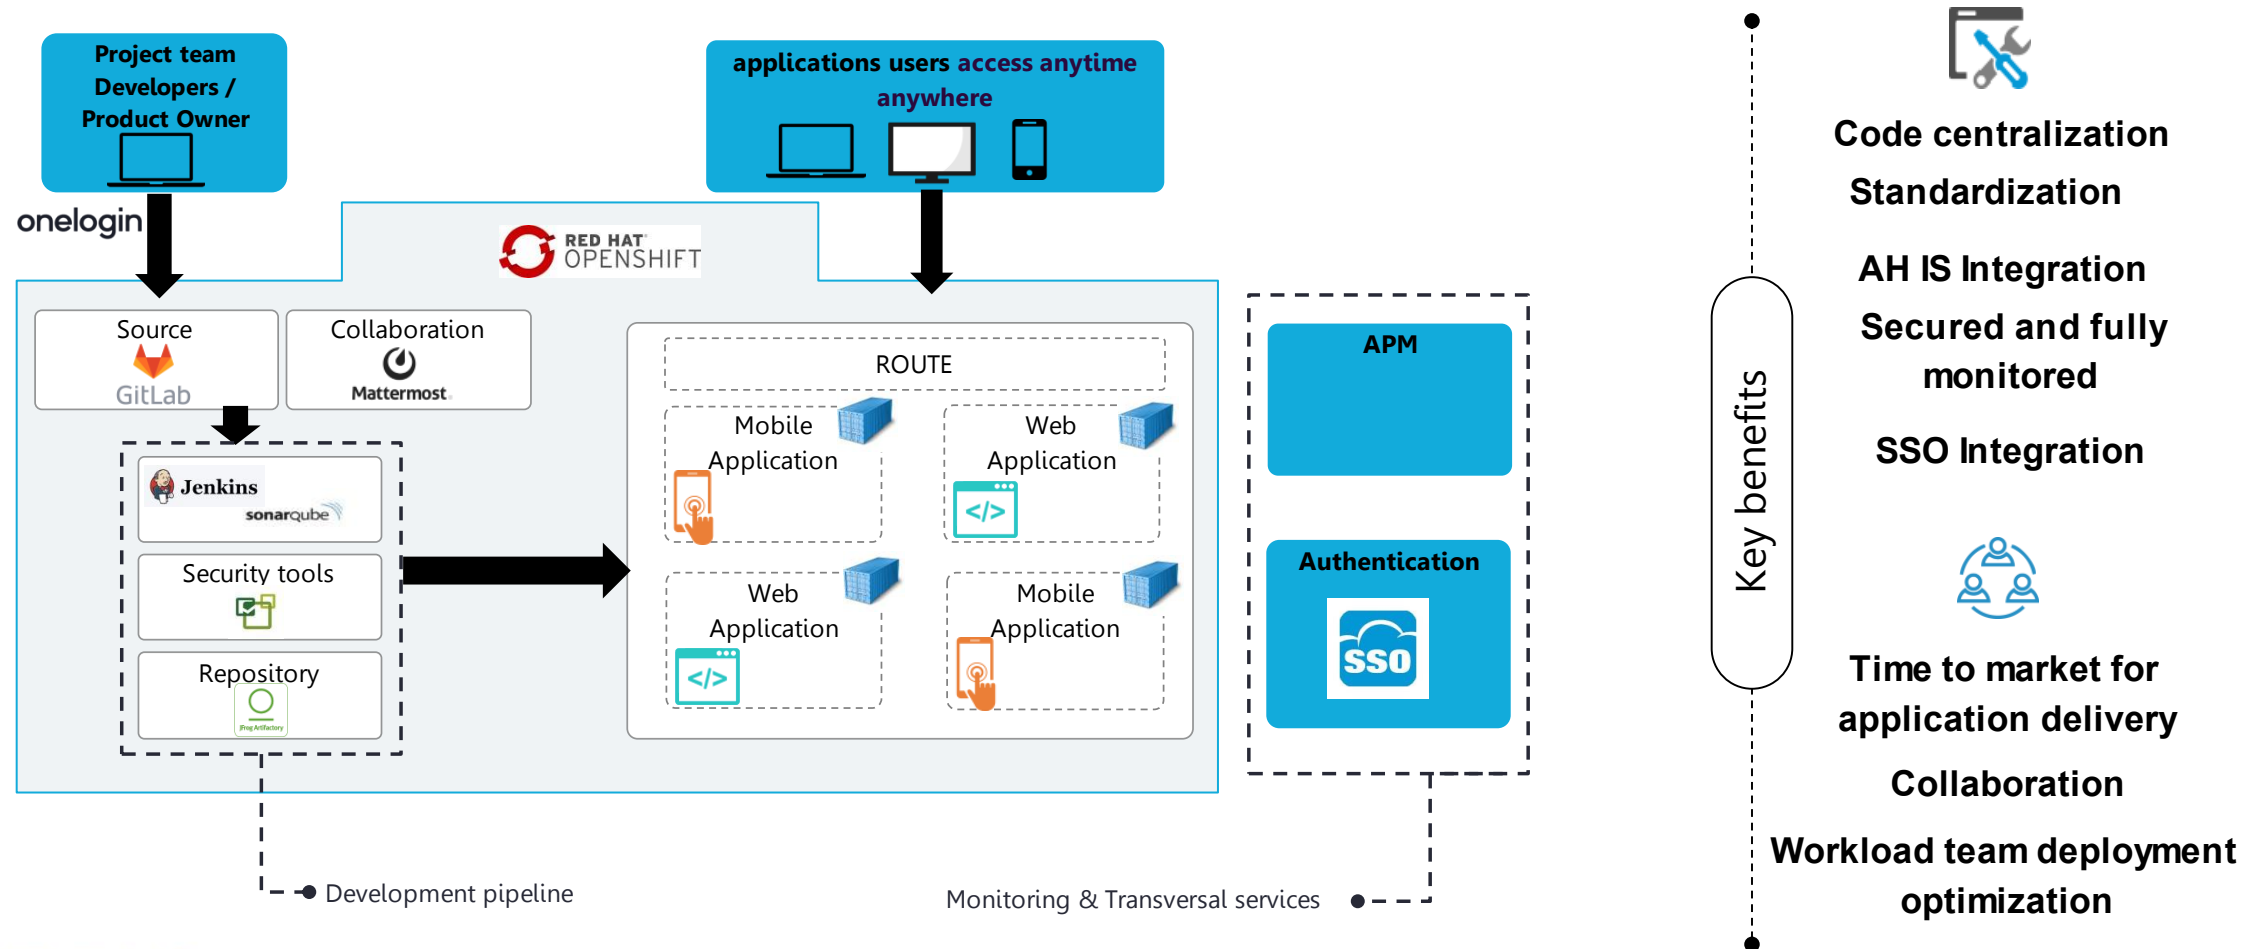 Project team
Developers /
Product Owner
applications users access anytime
anywhere
onelogin
RED HAT
OPENSHIFT
Source
GitLab
Collaboration
Mattermost
Jenkins
sonarqube
Security tools
Repository
JFrog Artifactory
ROUTE
Mobile
Application
Web
Application
Web
Application
Mobile
Application
APM
Authentication
SSO
Development pipeline
Monitoring & Transversal services
Key benefits
Code centralization
Standardization
AH IS Integration
Secured and fully
monitored
SSO Integration
Time to market for
application delivery
Collaboration
Workload team deployment
optimization